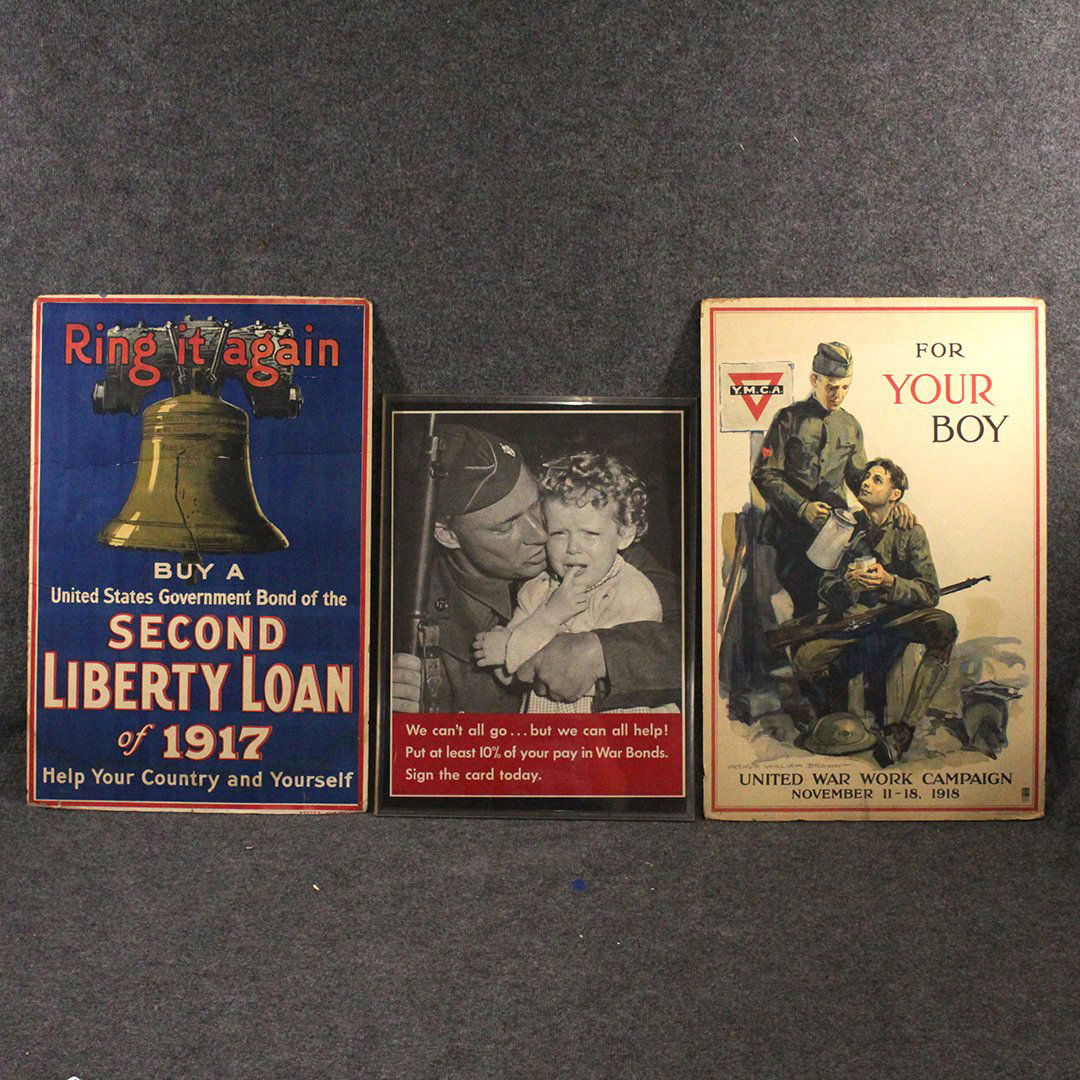 Ring it again
BUY A
United States Government Bond of the
SECOND
LIBERTY LOAN
of 1917
Help Your Country and Yourself
We can't all go...but we can all help!
Put at least 10% of your pay in War Bonds.
Sign the card today.
Y.M.C.A.
FOR
YOUR
BOY
ARTHUR WILLIAM BROWN
UNITED WAR WORK CAMPAIGN
NOVEMBER 11-18, 1918